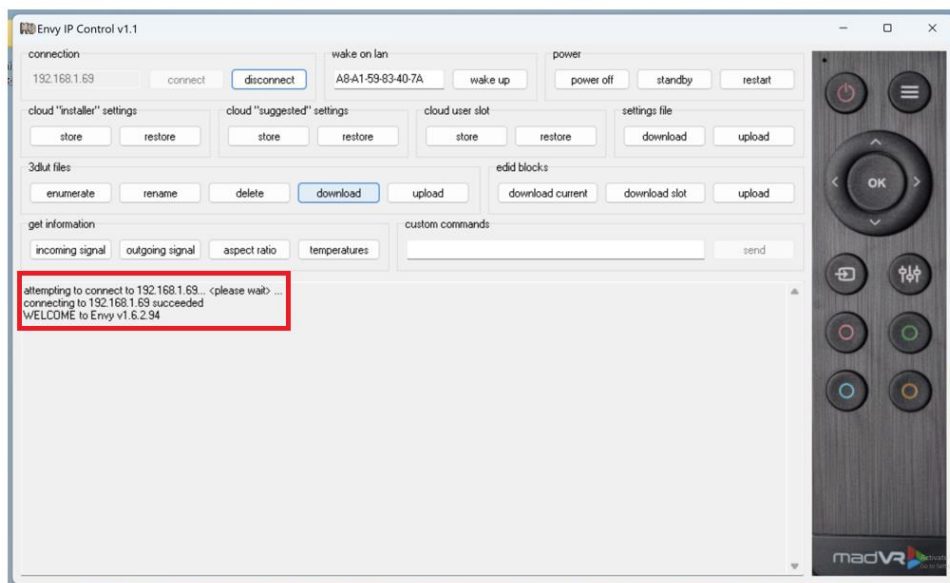 Envy IP Control v1.1
connection
wake on lan
power
192.168.1.69 connect disconnect
A8-A1-59-83-40-7A wake up
power off standby restart
cloud "installer" settings
cloud "suggested" settings
cloud user slot
settings file
store restore
store restore
store restore
download upload
3dlut files
edid blocks
enumerate rename delete download upload
download current download slot upload
get information
custom commands
incoming signal outgoing signal aspect ratio temperatures
send
attempting to connect to 192.168.1.69... <please wait> ...
connecting to 192.168.1.69 succeeded
WELCOME to Envy v1.6.2.94
OK
madVR